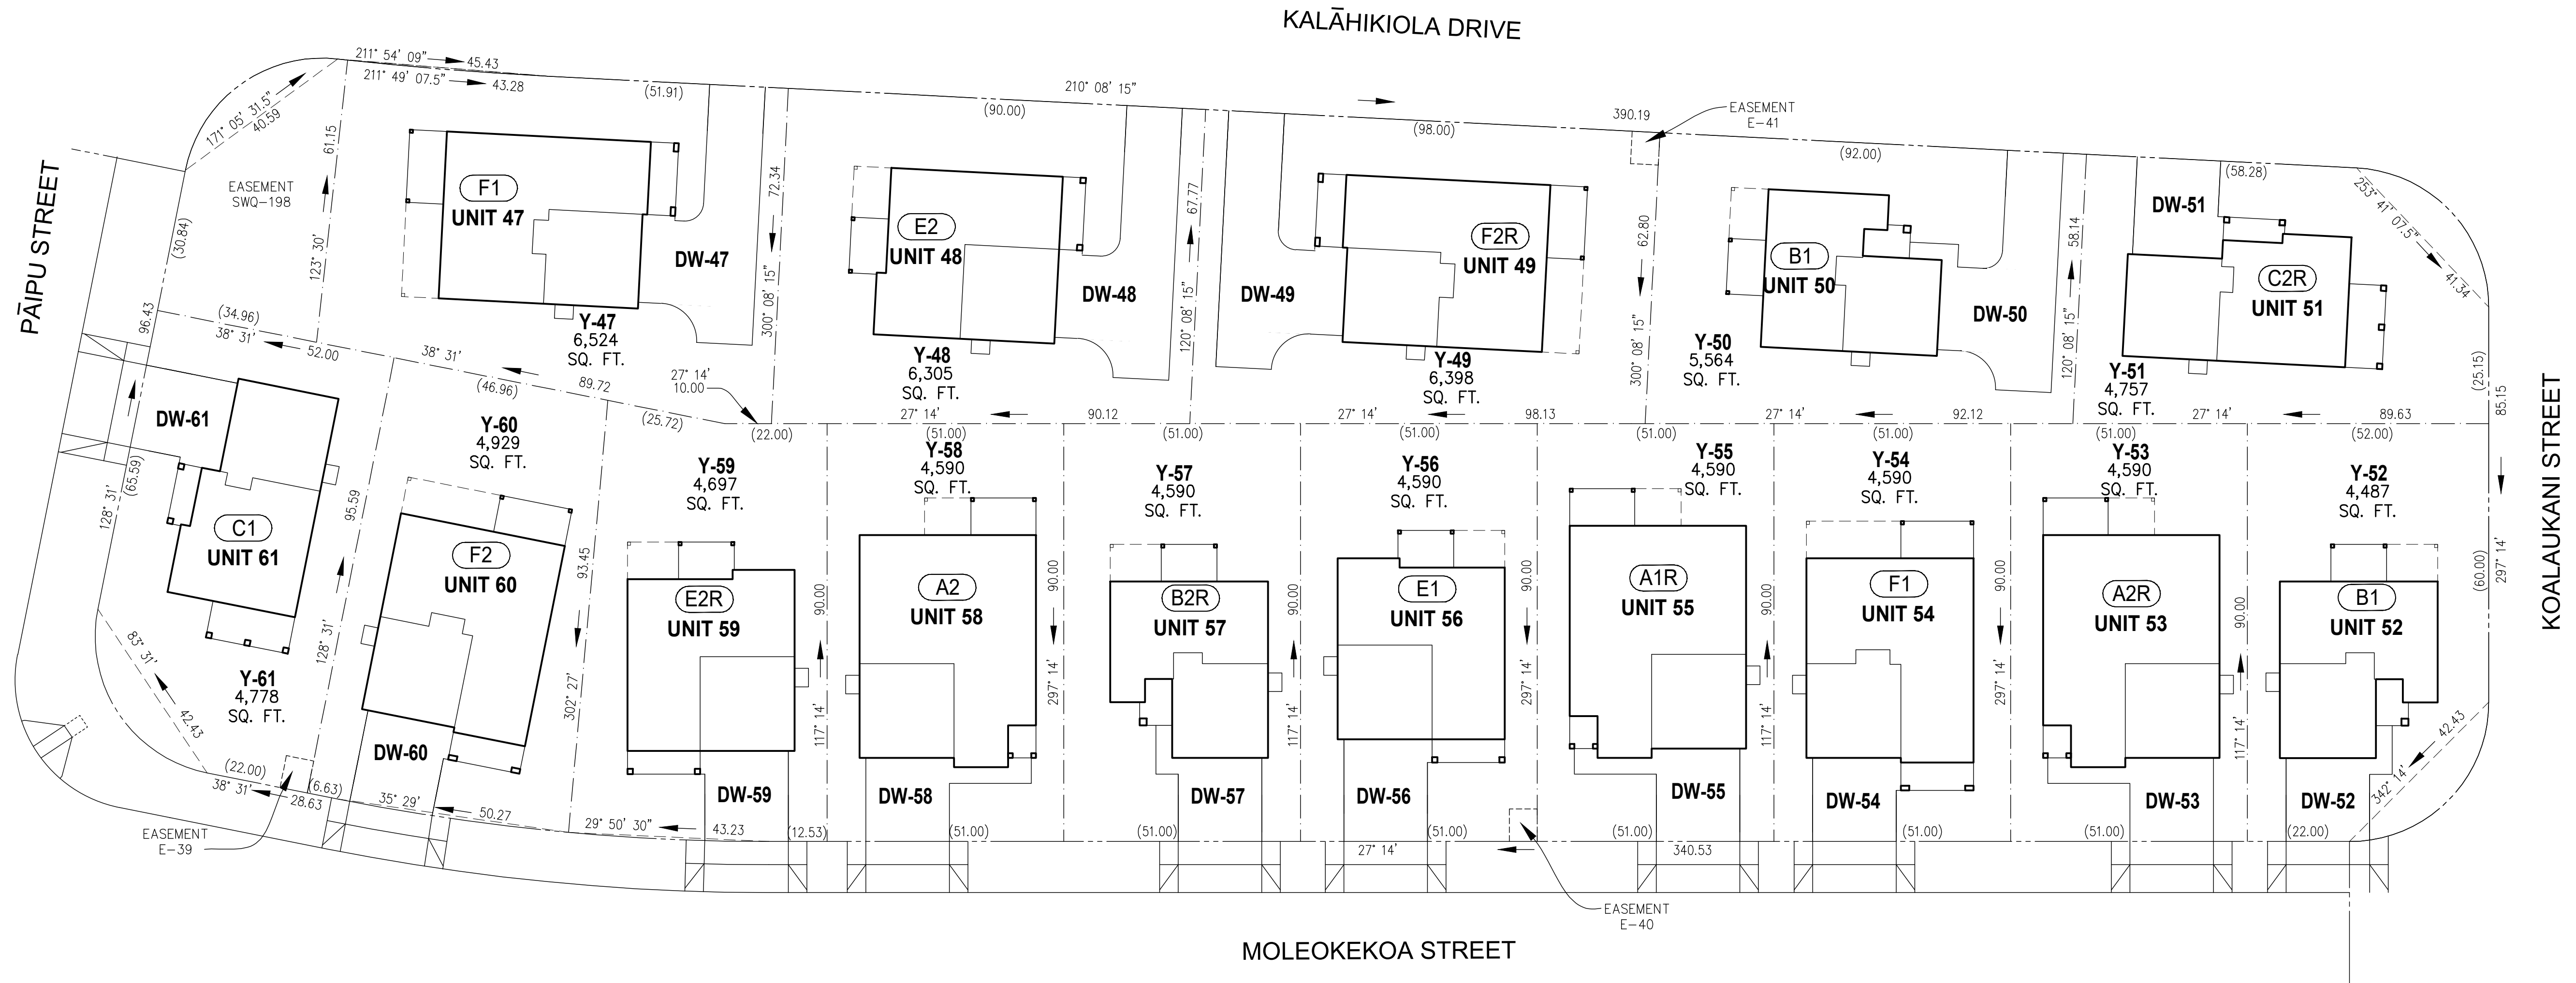 KALĀHIKIOLA DRIVE
211° 54' 09" 45.43
211° 49' 07.5" 43.28
(51.91)
210° 08' 15"
(90.00)
(98.00)
390.19
EASEMENT
E-41
(92.00)
(58.28)
171° 05' 31.5"
40.59
253° 41' 07.5"
41.34
PĀIPU STREET
EASEMENT
SWQ-198
(30.84)
61.15
123° 30'
F1
UNIT 47
DW-47
72.34
300° 08' 15"
E2
UNIT 48
DW-48
67.77
120° 08' 15"
DW-49
F2R
UNIT 49
62.80
300° 08' 15"
B1
UNIT 50
DW-50
58.14
120° 08' 15"
DW-51
C2R
UNIT 51
(25.15)
85.15
KOALAUKANI STREET
Y-47
6,524
SQ. FT.
Y-48
6,305
SQ. FT.
Y-49
6,398
SQ. FT.
Y-50
5,564
SQ. FT.
Y-51
4,757
SQ. FT.
96.43
(34.96)
38° 31' 52.00
38° 31' 89.72
(46.96)
(25.72)
27° 14'
10.00
(22.00)
27° 14' 90.12
(51.00)
(51.00)
27° 14' 98.13
(51.00)
(51.00)
27° 14' 92.12
(51.00)
(51.00)
27° 14' 89.63
(52.00)
DW-61
(65.59)
128° 31'
C1
UNIT 61
Y-61
4,778
SQ. FT.
83° 31'
42.43
95.59
128° 31'
Y-60
4,929
SQ. FT.
F2
UNIT 60
DW-60
93.45
302° 27'
Y-59
4,697
SQ. FT.
E2R
UNIT 59
DW-59
90.00
117° 14'
Y-58
4,590
SQ. FT.
A2
UNIT 58
DW-58
90.00
297° 14'
Y-57
4,590
SQ. FT.
B2R
UNIT 57
DW-57
90.00
117° 14'
Y-56
4,590
SQ. FT.
E1
UNIT 56
DW-56
90.00
297° 14'
Y-55
4,590
SQ. FT.
A1R
UNIT 55
DW-55
90.00
117° 14'
Y-54
4,590
SQ. FT.
F1
UNIT 54
DW-54
90.00
297° 14'
Y-53
4,590
SQ. FT.
A2R
UNIT 53
DW-53
90.00
117° 14'
Y-52
4,487
SQ. FT.
B1
UNIT 52
DW-52
(60.00)
297° 14'
42.43
342° 14'
(22.00)
38° 31' 28.63
(6.63)
35° 29' 50.27
29° 50' 30" 43.23
(12.53)
(51.00)
(51.00)
(51.00)
27° 14'
340.53
(51.00)
(51.00)
(51.00)
(22.00)
EASEMENT
E-39
EASEMENT
E-40
MOLEOKEKOA STREET